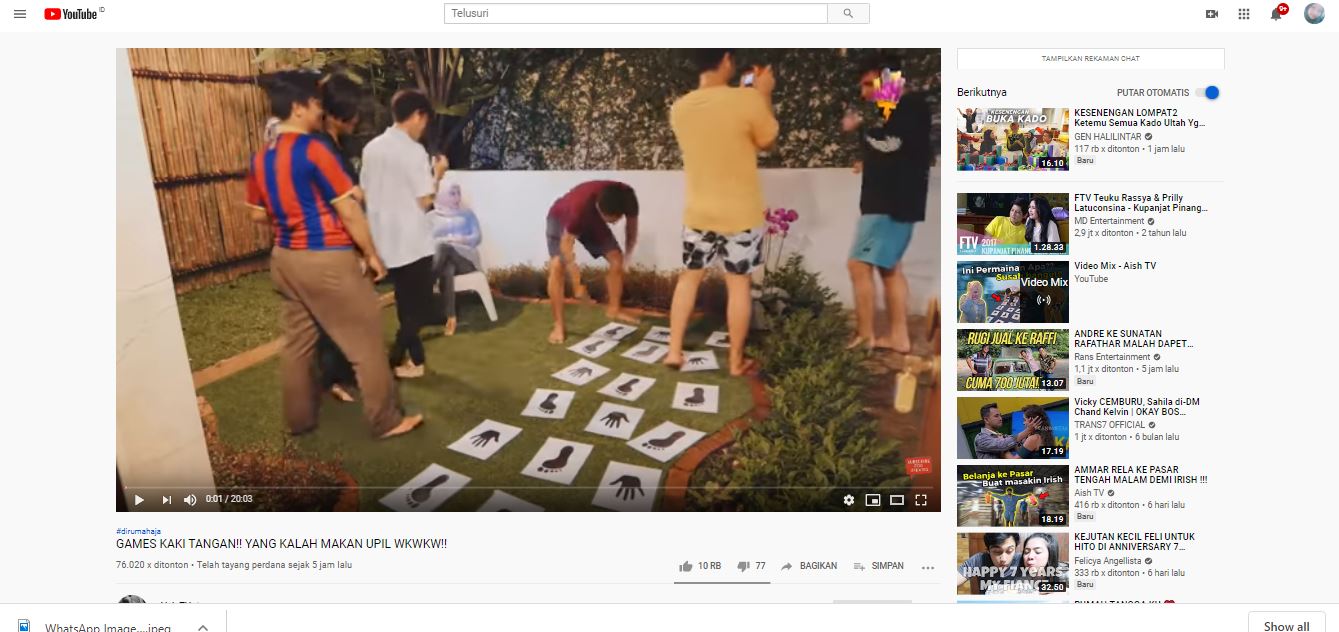 YouTube ID
Telusuri
9+
TAMPILKAN REKAMAN CHAT
Berikutnya
PUTAR OTOMATIS
KESENENGAN
BUKA KADO
16.10
KESENENGAN LOMPAT2
Ketemu Semua Kado Ultah Yg...
GEN HALILINTAR
117 rb x ditonton • 1 jam lalu
Baru
FTV 2017
KUPANJAT PINANG
1.28.33
FTV Teuku Rassya & Prilly
Latuconsina - Kupanjat Pinang...
MD Entertainment
2,9 jt x ditonton • 2 tahun lalu
Ini Permainan Apa??
Susah
Video Mix
Video Mix - Aish TV
YouTube
RUGI JUAL KE RAFFI
CUMA 700 JUTA!
13.07
ANDRE KE SUNATAN
RAFATHAR MALAH DAPET...
Rans Entertainment
1,1 jt x ditonton • 5 jam lalu
Baru
17.19
Vicky CEMBURU, Sahila di-DM
Chand Kelvin | OKAY BOS...
TRANS7 OFFICIAL
1 jt x ditonton • 6 bulan lalu
Belanja ke Pasar
Buat masakin Irish
18.19
AMMAR RELA KE PASAR
TENGAH MALAM DEMI IRISH !!!
Aish TV
416 rb x ditonton • 6 hari lalu
Baru
HAPPY 7 YEARS
MY FIANCE
32.50
KEJUTAN KECIL FELI UNTUK
HITO DI ANNIVERSARY 7...
Felicya Angellista
333 rb x ditonton • 6 hari lalu
Baru
RUMAH TANGGA KU
SUBSCRIBE
0:01 / 20:03
#dirumahaja
GAMES KAKI TANGAN!! YANG KALAH MAKAN UPIL WKWKW!!
76.020 x ditonton • Telah tayang perdana sejak 5 jam lalu
10 RB
77
BAGIKAN
SIMPAN
WhatsApp Image....jpeg
Show all